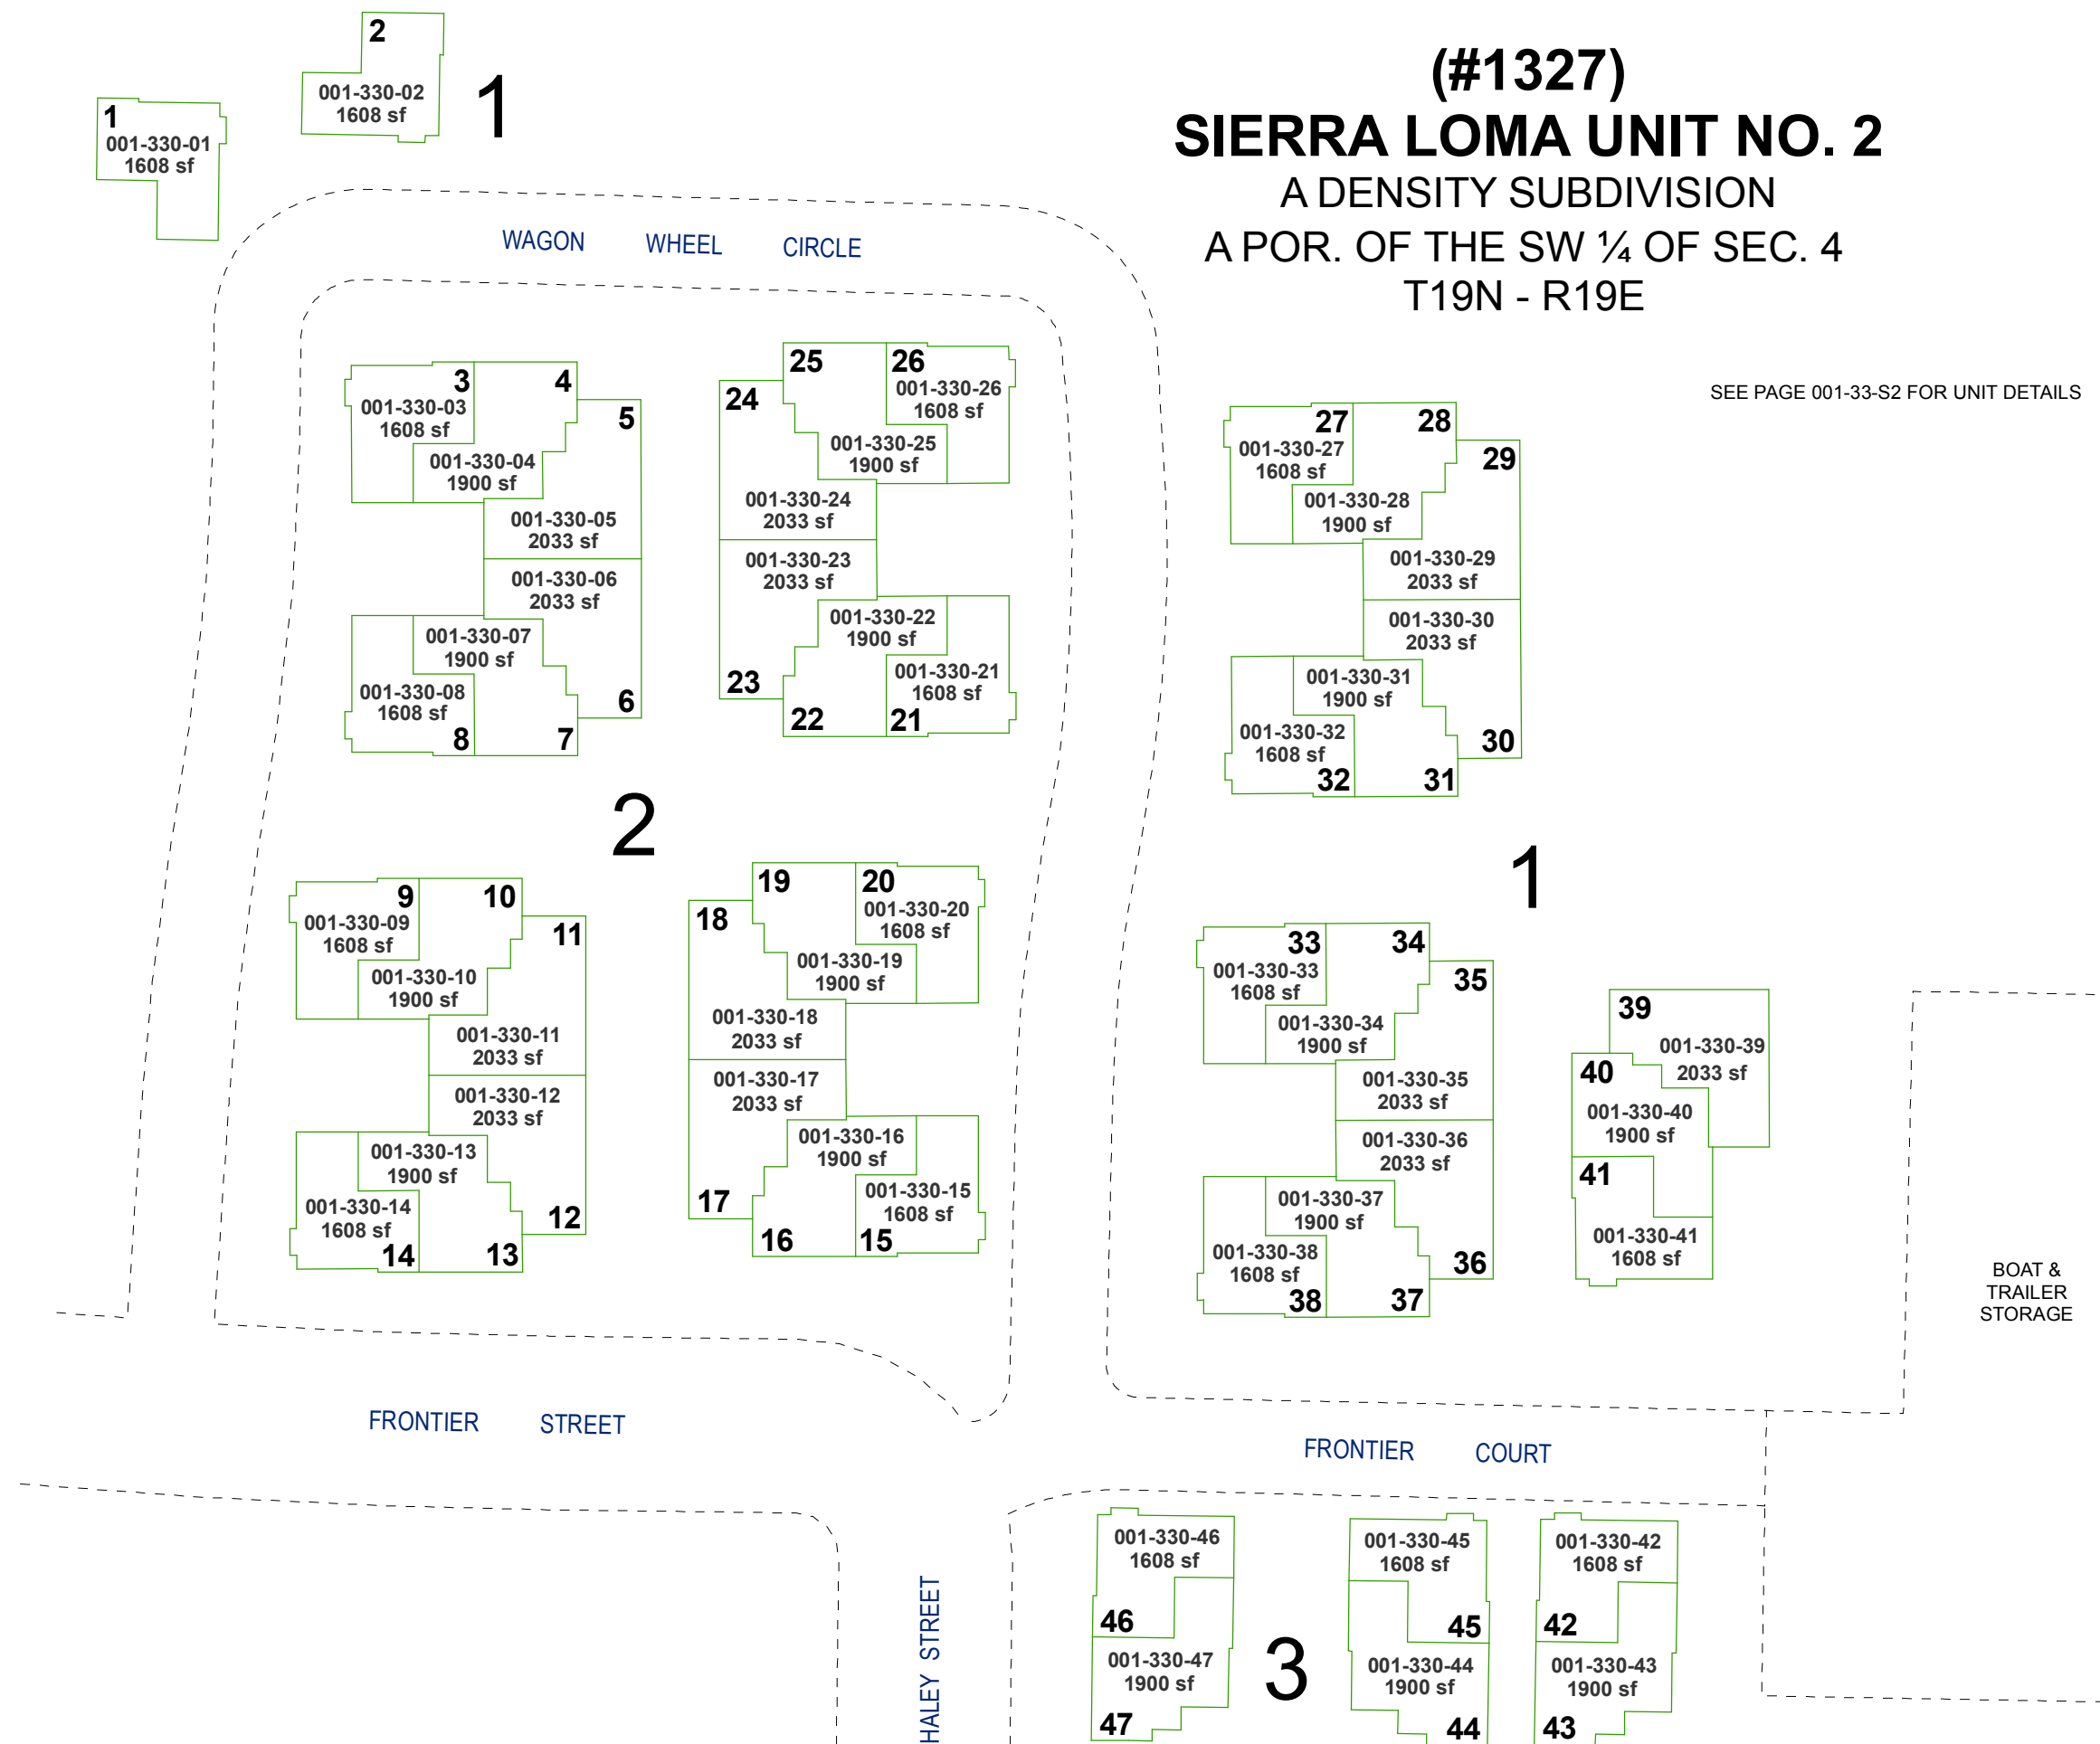 (#1327)
SIERRA LOMA UNIT NO. 2
A DENSITY SUBDIVISION
A POR. OF THE SW ¼ OF SEC. 4
T19N - R19E
SEE PAGE 001-33-S2 FOR UNIT DETAILS
2
001-330-02
1608 sf
1
1
001-330-01
1608 sf
WAGON WHEEL CIRCLE
3
001-330-03
1608 sf
4
001-330-04
1900 sf
5
001-330-05
2033 sf
001-330-06
2033 sf
6
001-330-07
1900 sf
7
001-330-08
1608 sf
8
25
26
001-330-26
1608 sf
24
001-330-25
1900 sf
001-330-24
2033 sf
001-330-23
2033 sf
23
001-330-22
1900 sf
22
001-330-21
1608 sf
21
27
001-330-27
1608 sf
28
001-330-28
1900 sf
29
001-330-29
2033 sf
001-330-30
2033 sf
30
001-330-31
1900 sf
31
001-330-32
1608 sf
32
2
1
9
001-330-09
1608 sf
10
001-330-10
1900 sf
11
001-330-11
2033 sf
001-330-12
2033 sf
12
001-330-13
1900 sf
13
001-330-14
1608 sf
14
19
20
001-330-20
1608 sf
18
001-330-19
1900 sf
001-330-18
2033 sf
001-330-17
2033 sf
17
001-330-16
1900 sf
16
001-330-15
1608 sf
15
33
001-330-33
1608 sf
34
001-330-34
1900 sf
35
001-330-35
2033 sf
001-330-36
2033 sf
36
001-330-37
1900 sf
37
001-330-38
1608 sf
38
39
001-330-39
2033 sf
40
001-330-40
1900 sf
41
001-330-41
1608 sf
BOAT &
TRAILER
STORAGE
FRONTIER STREET
FRONTIER COURT
HALEY STREET
001-330-46
1608 sf
46
001-330-47
1900 sf
47
3
001-330-45
1608 sf
45
001-330-44
1900 sf
44
001-330-42
1608 sf
42
001-330-43
1900 sf
43